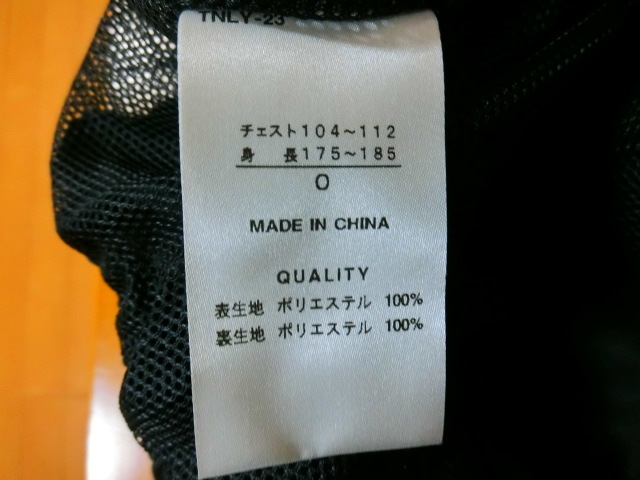 TNLY-23
チェスト104~112
身 長175~185
O
MADE IN CHINA
QUALITY
表生地 ポリエステル 100%
裏生地 ポリエステル 100%